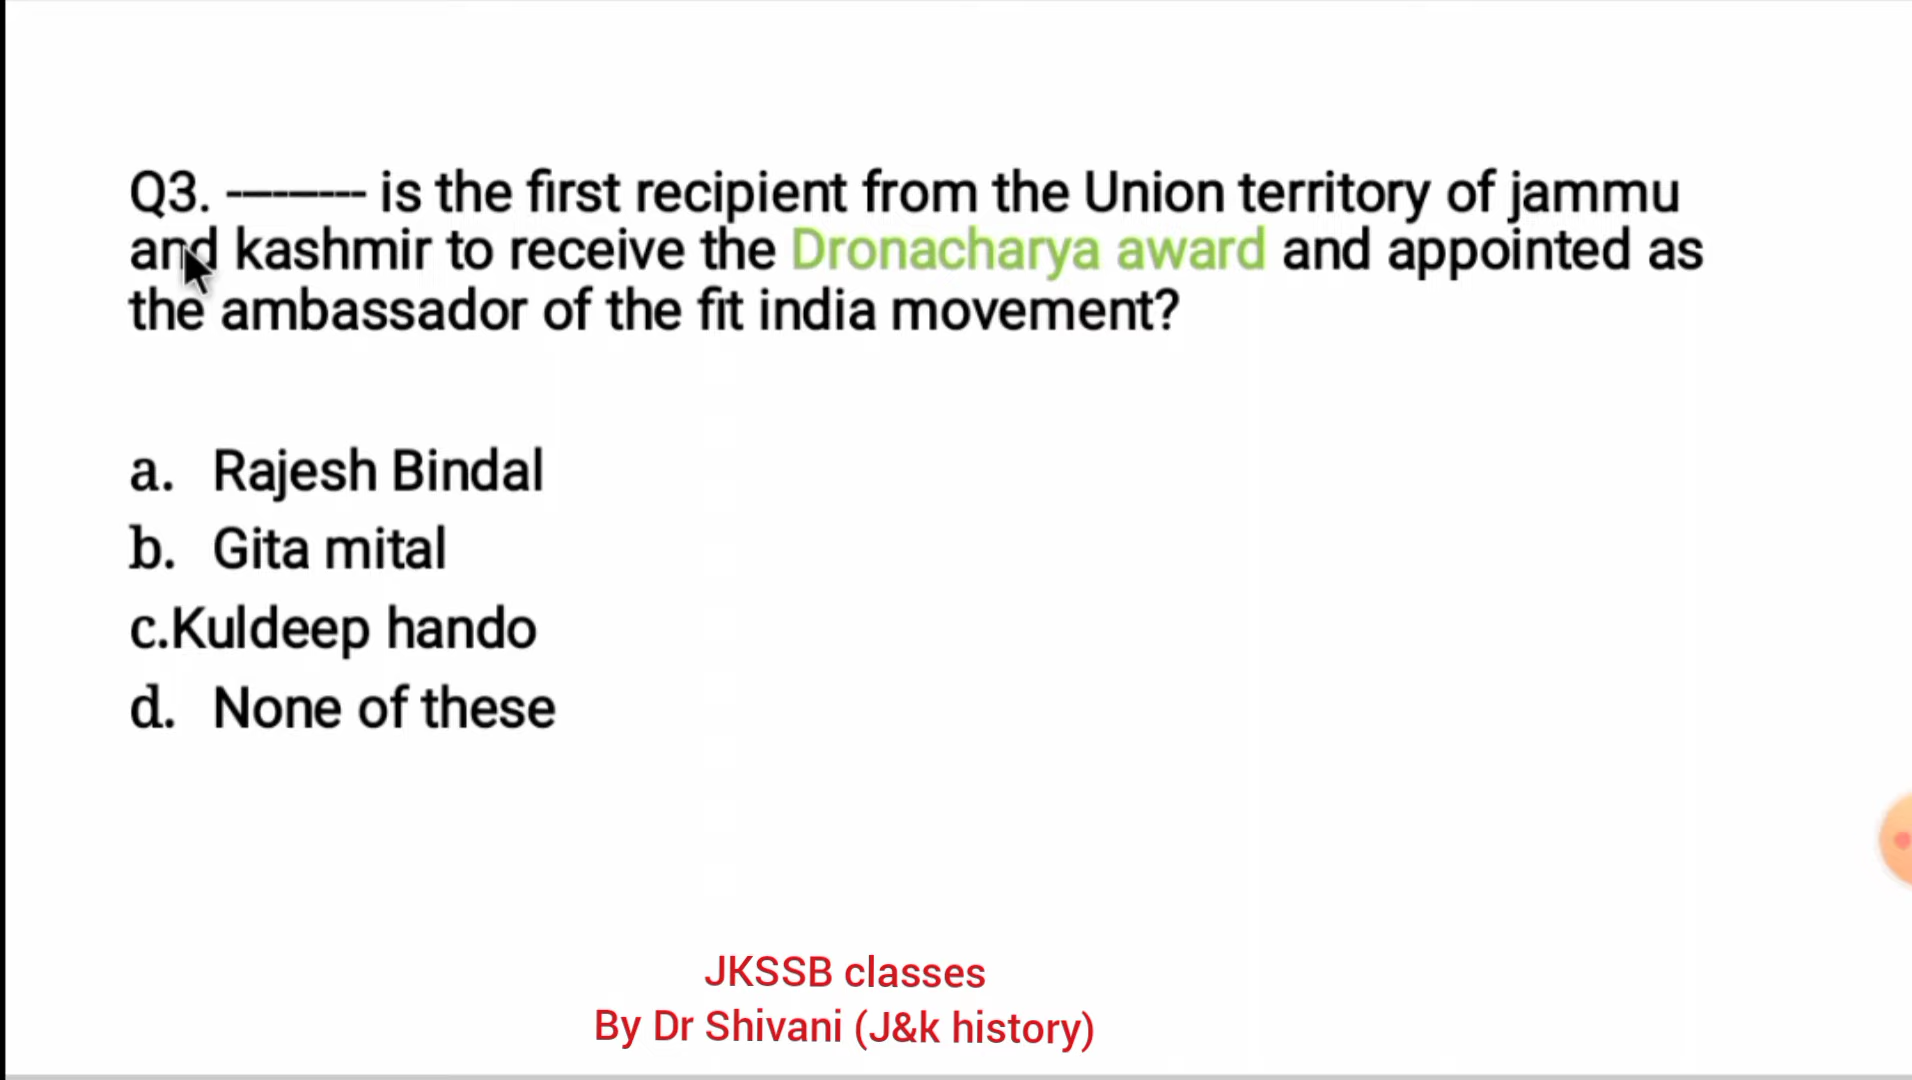 Q3. -------- is the first recipient from the Union territory of jammu
and kashmir to receive the Dronacharya award and appointed as
the ambassador of the fit india movement?
a. Rajesh Bindal
b. Gita mital
c.Kuldeep hando
d. None of these
JKSSB classes
By Dr Shivani (J&k history)